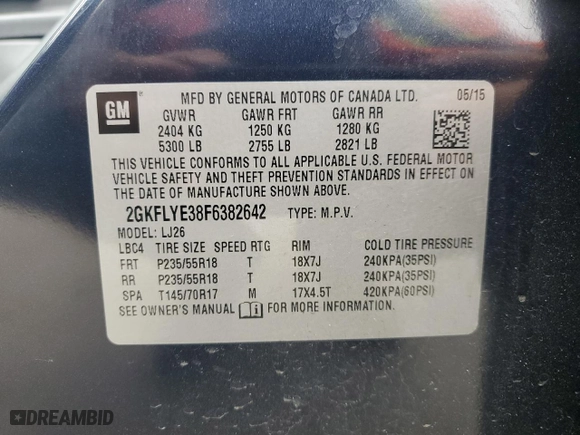 GM
MFD BY GENERAL MOTORS OF CANADA LTD. 05/15
GVWR GAWR FRT GAWR RR
2404 KG 1250 KG 1280 KG
5300 LB 2755 LB 2821 LB
THIS VEHICLE CONFORMS TO ALL APPLICABLE U.S. FEDERAL MOTOR
VEHICLE SAFETY AND THEFT PREVENTION STANDARDS IN EFFECT ON
THE DATE OF MANUFACTURE SHOWN ABOVE.
2GKFLYE38F6382642 TYPE: M.P.V.
MODEL: LJ26
LBC4 TIRE SIZE SPEED RTG RIM COLD TIRE PRESSURE
FRT P235/55R18 T 18X7J 240KPA(35PSI)
RR P235/55R18 T 18X7J 240KPA(35PSI)
SPA T145/70R17 M 17X4.5T 420KPA(60PSI)
SEE OWNER'S MANUAL i FOR MORE INFORMATION.
DREAMBID